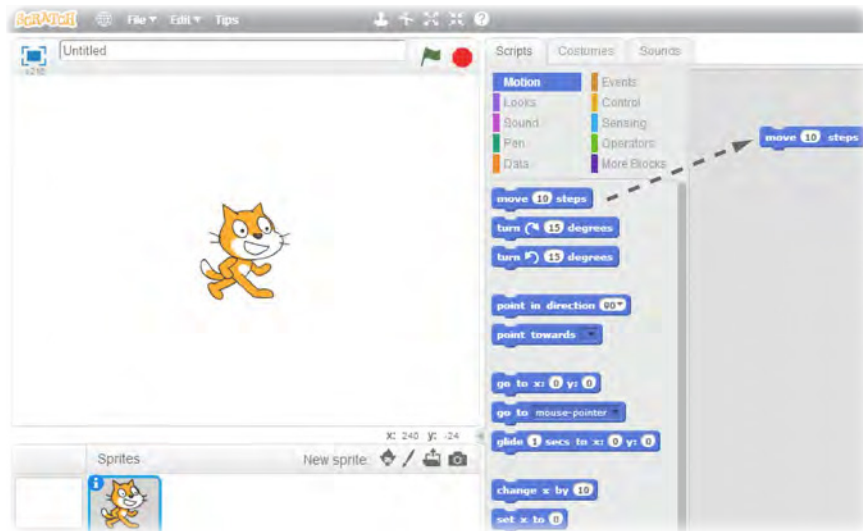 SCRATCH File Edit Tips
Untitled
Scripts Costumes Sounds
Motion Events
Looks Control
Sound Sensing
Pen Operators
Data More Blocks
move 10 steps
move 10 steps
turn 15 degrees
turn 15 degrees
point in direction 90
point towards
go to x: 0 y: 0
go to mouse-pointer
glide 1 secs to x: 0 y: 0
change x by 10
set x to 0
x: 240 y: -24
Sprites New sprite: